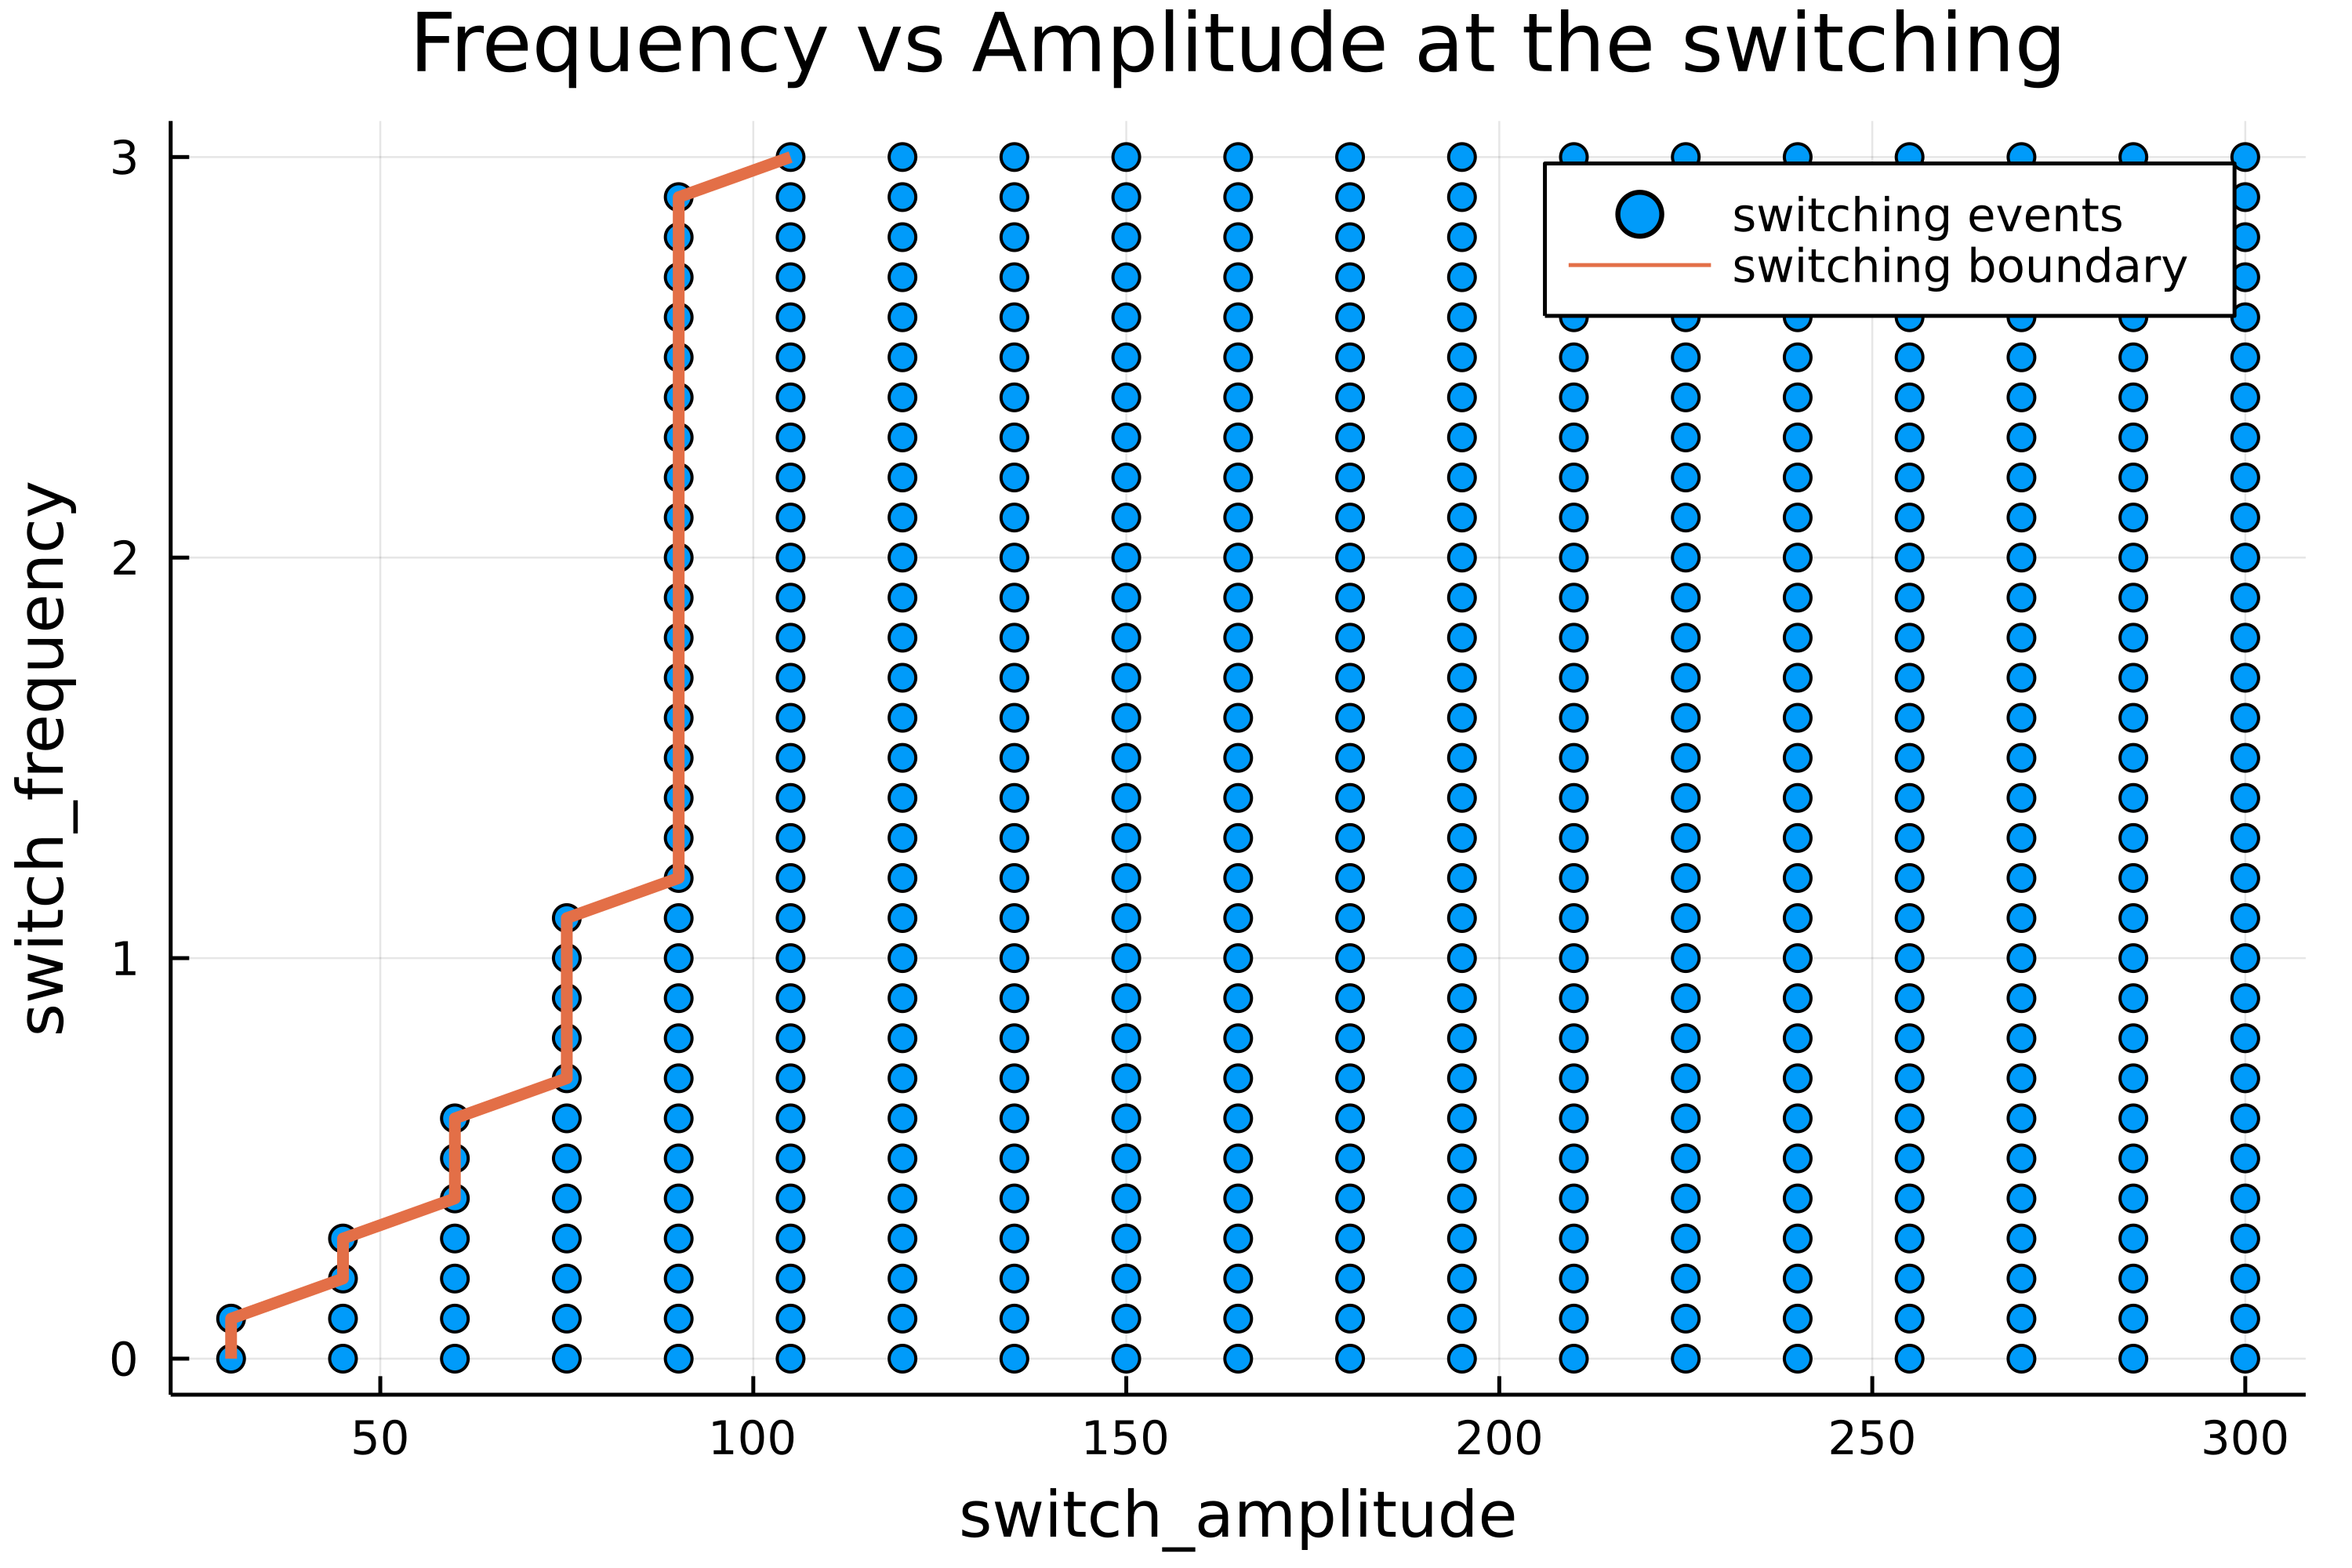 Frequency vs Amplitude at the switching
switching events
switching boundary
switch_frequency
3
2
1
0
50 100 150 200 250 300
switch_amplitude